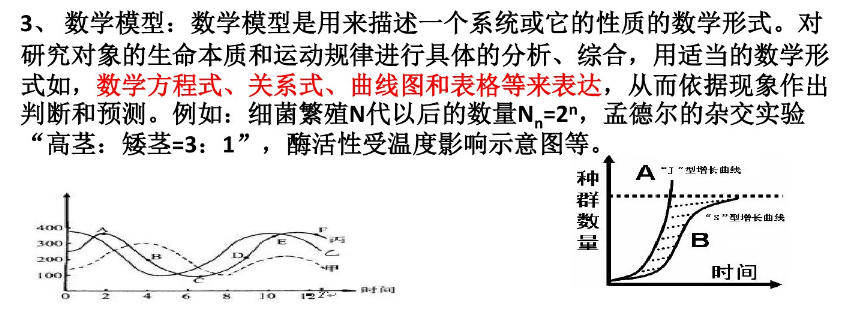 3、 数学模型：数学模型是用来描述一个系统或它的性质的数学形式。对
研究对象的生命本质和运动规律进行具体的分析、综合，用适当的数学形
式如，数学方程式、关系式、曲线图和表格等来表达，从而依据现象作出
判断和预测。例如：细菌繁殖N代以后的数量Nn=2ⁿ，孟德尔的杂交实验
“高茎：矮茎=3：1”，酶活性受温度影响示意图等。
400
300
200
100
A
B
C
D
E
F
丙
乙
甲
0 2 4 6 8 10 12
时间
种群数量
A “J”型增长曲线
“S”型增长曲线
B
时间